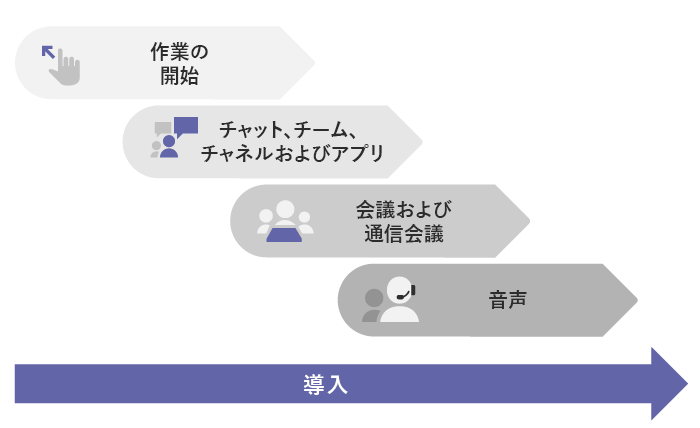 作業の
開始
チャット、チーム、
チャネルおよびアプリ
会議および
通信会議
音声
導入